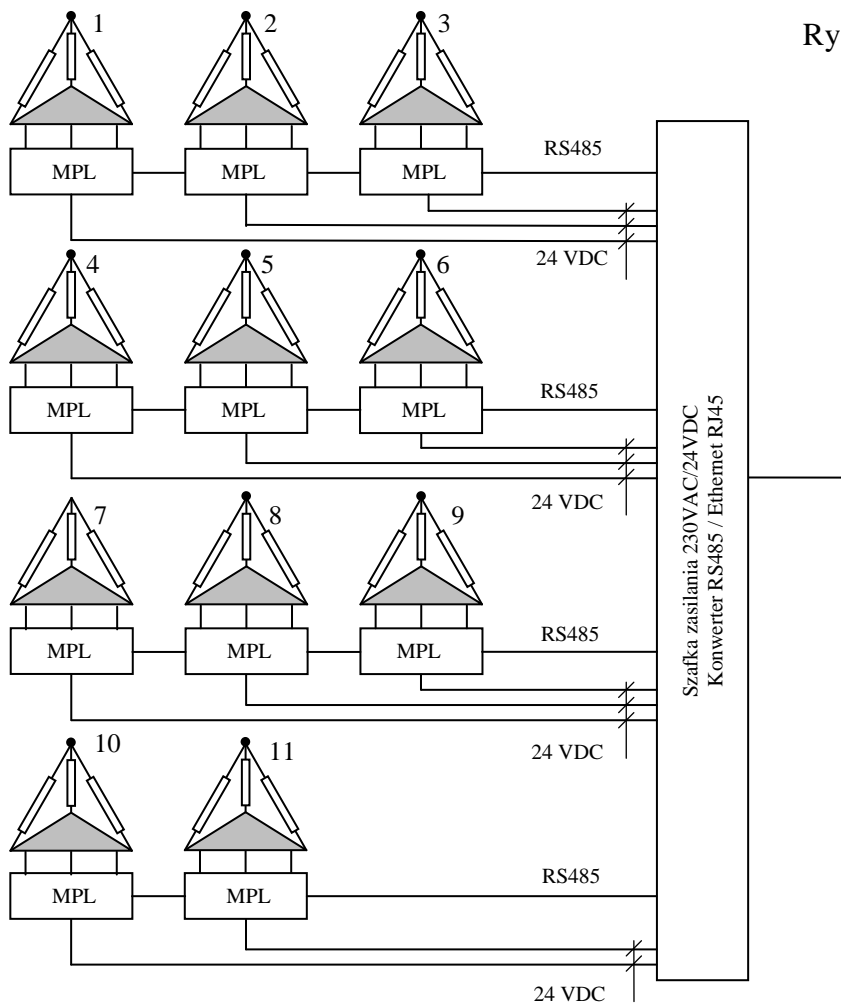 1 2 3
Ry
MPL MPL MPL RS485
24 VDC
4 5 6
MPL MPL MPL RS485
24 VDC
7 8 9
MPL MPL MPL RS485
24 VDC
10 11
MPL MPL RS485
24 VDC
Szafka zasilania 230VAC/24VDC
Konwerter RS485 / Ethernet RJ45